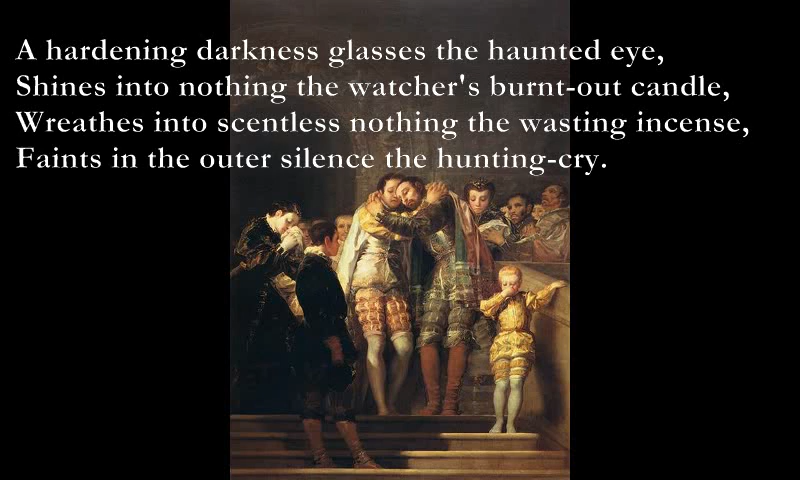 A hardening darkness glasses the haunted eye,
Shines into nothing the watcher's burnt-out candle,
Wreathes into scentless nothing the wasting incense,
Faints in the outer silence the hunting-cry.